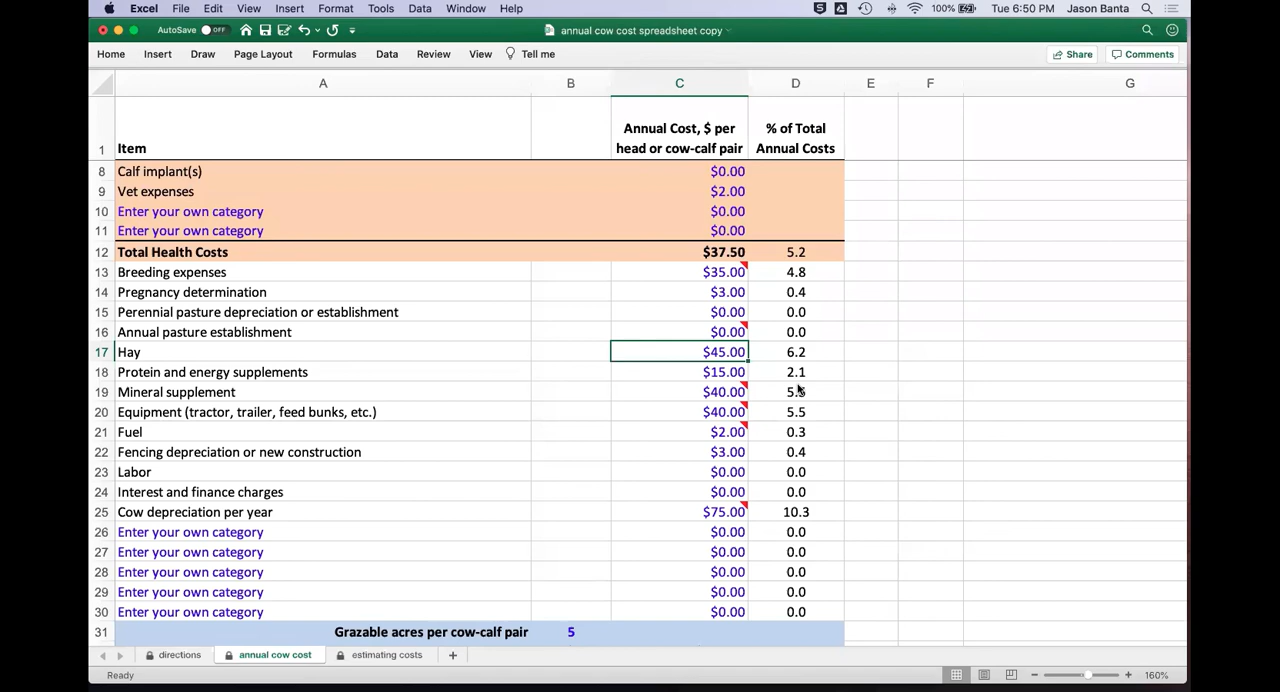 Excel File Edit View Insert Format Tools Data Window Help 100% Tue 6:50 PM Jason Banta
AutoSave OFF annual cow cost spreadsheet copy
Home Insert Draw Page Layout Formulas Data Review View Tell me Share Comments
A B C D E F G
1 Item Annual Cost, $ per head or cow-calf pair % of Total Annual Costs
8 Calf implant(s) $0.00
9 Vet expenses $2.00
10 Enter your own category $0.00
11 Enter your own category $0.00
12 Total Health Costs $37.50 5.2
13 Breeding expenses $35.00 4.8
14 Pregnancy determination $3.00 0.4
15 Perennial pasture depreciation or establishment $0.00 0.0
16 Annual pasture establishment $0.00 0.0
17 Hay $45.00 6.2
18 Protein and energy supplements $15.00 2.1
19 Mineral supplement $40.00 5.5
20 Equipment (tractor, trailer, feed bunks, etc.) $40.00 5.5
21 Fuel $2.00 0.3
22 Fencing depreciation or new construction $3.00 0.4
23 Labor $0.00 0.0
24 Interest and finance charges $0.00 0.0
25 Cow depreciation per year $75.00 10.3
26 Enter your own category $0.00 0.0
27 Enter your own category $0.00 0.0
28 Enter your own category $0.00 0.0
29 Enter your own category $0.00 0.0
30 Enter your own category $0.00 0.0
31 Grazable acres per cow-calf pair 5
directions annual cow cost estimating costs
Ready 160%